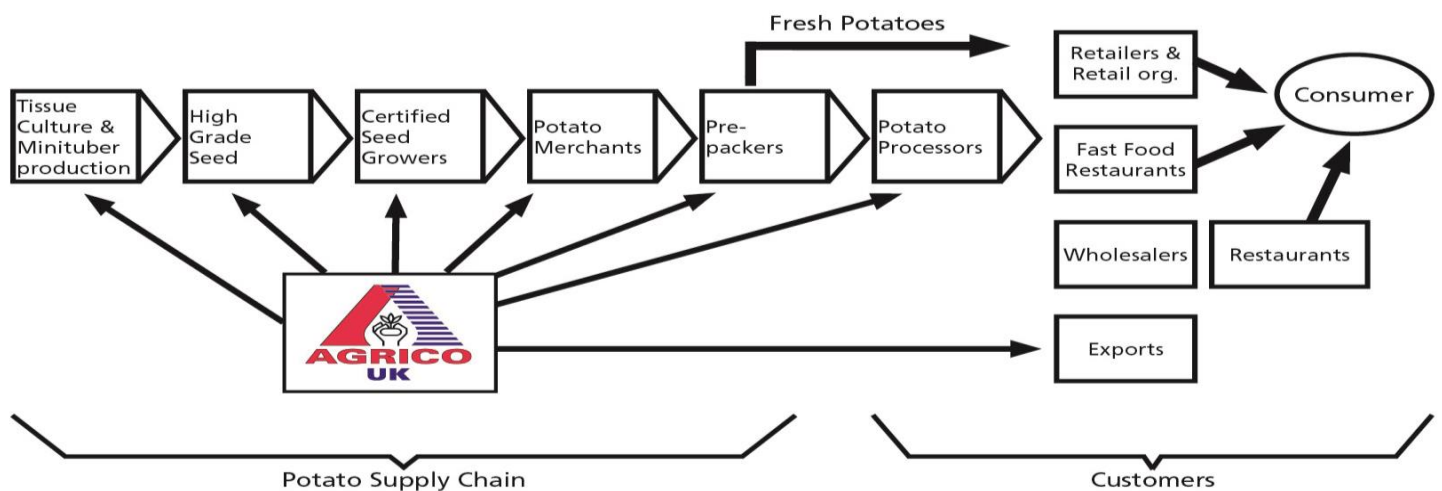 Fresh Potatoes
Tissue
Culture &
Minituber
production
High
Grade
Seed
Certified
Seed
Growers
Potato
Merchants
Pre-
packers
Potato
Processors
Retailers &
Retail org.
Consumer
Fast Food
Restaurants
Wholesalers
Restaurants
Exports
AGRICO
UK
Potato Supply Chain
Customers